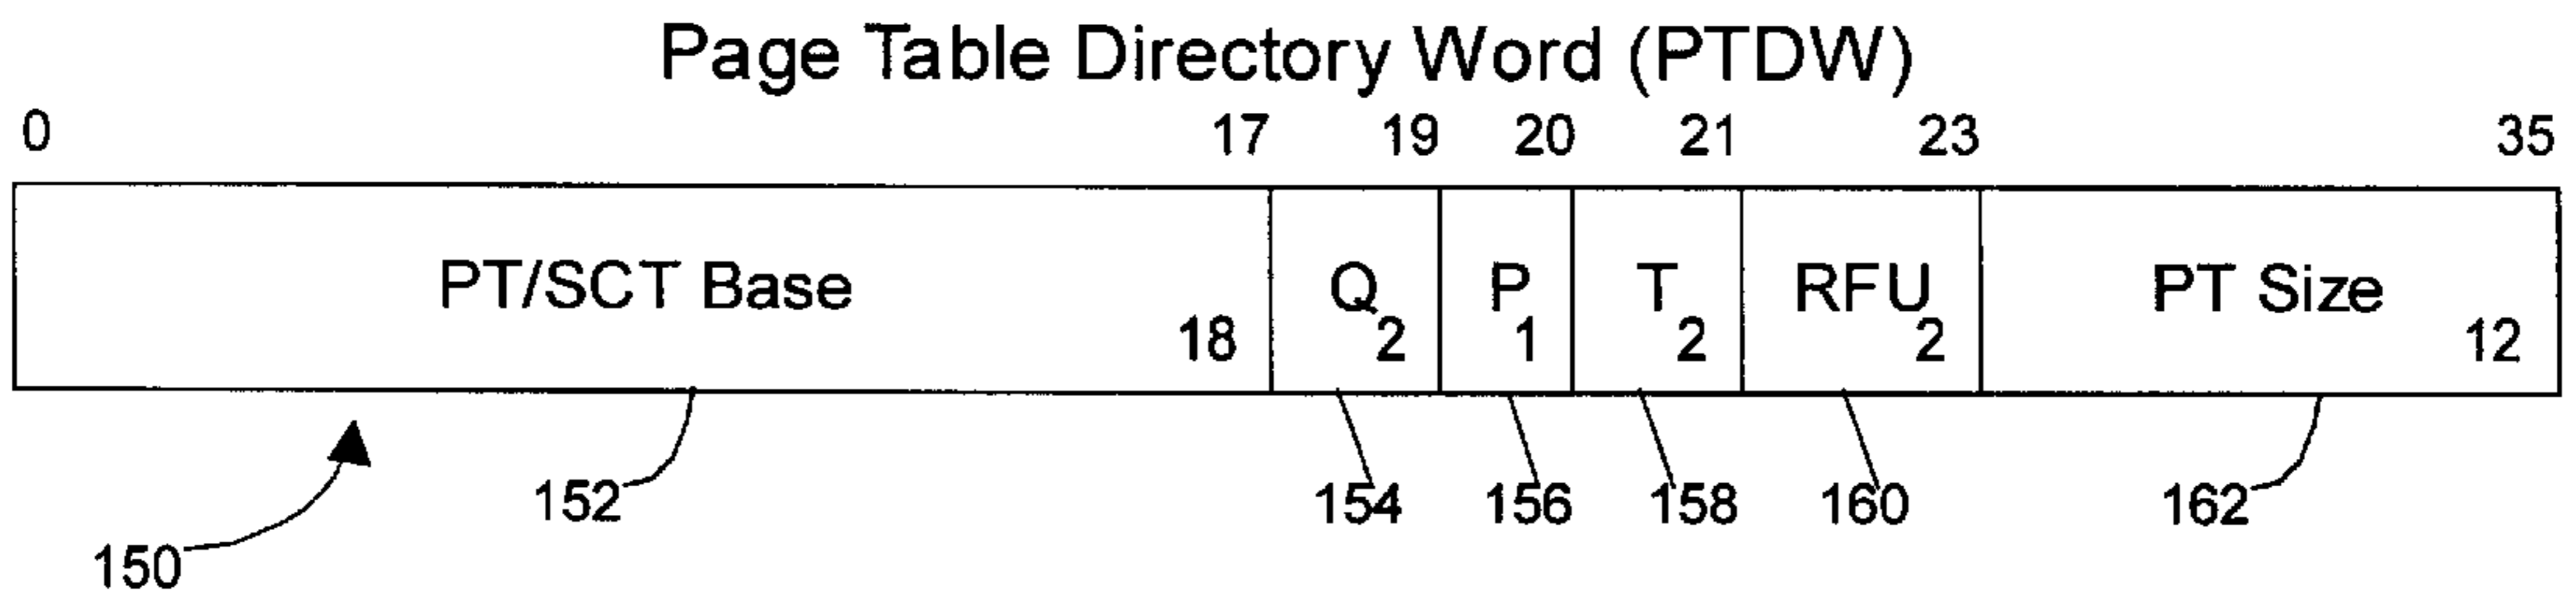 Page Table Directory Word (PTDW)
0 17 19 20 21 23 35
PT/SCT Base Q P T RFU PT Size
18 2 1 2 2 12
152 154 156 158 160 162
150